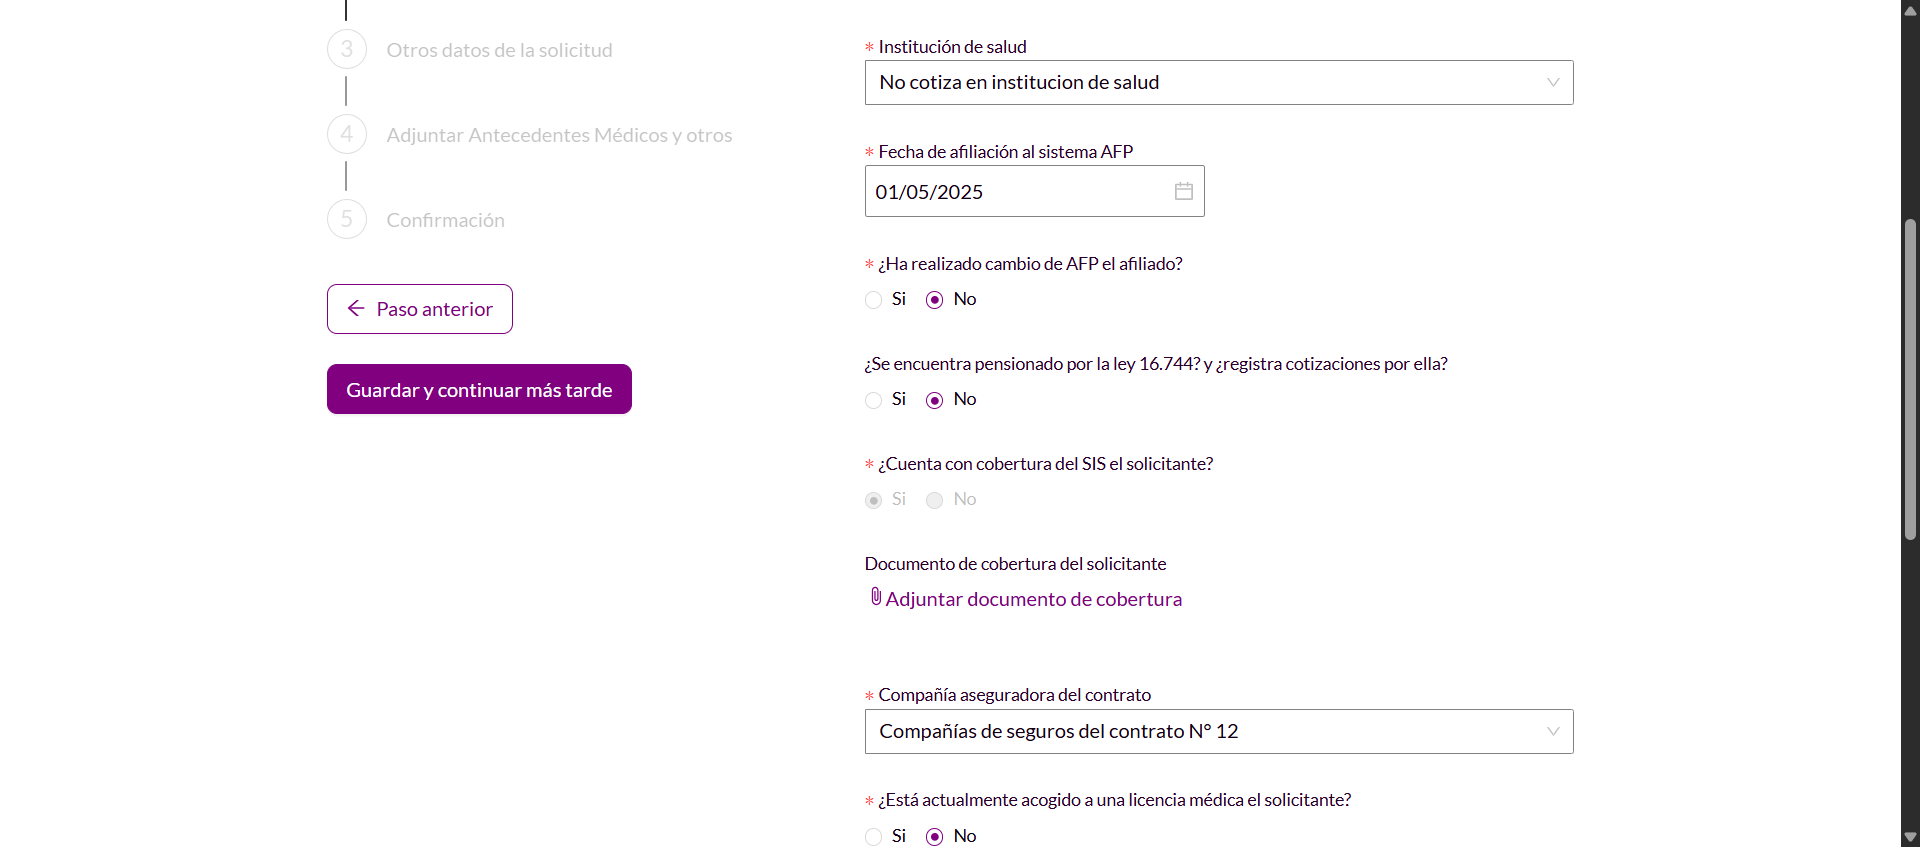 3 Otros datos de la solicitud
4 Adjuntar Antecedentes Médicos y otros
5 Confirmación
Paso anterior
Guardar y continuar más tarde
* Institución de salud
No cotiza en institucion de salud
* Fecha de afiliación al sistema AFP
01/05/2025
* ¿Ha realizado cambio de AFP el afiliado?
Si No
¿Se encuentra pensionado por la ley 16.744? y ¿registra cotizaciones por ella?
Si No
* ¿Cuenta con cobertura del SIS el solicitante?
Si No
Documento de cobertura del solicitante
Adjuntar documento de cobertura
* Compañía aseguradora del contrato
Compañías de seguros del contrato N° 12
* ¿Está actualmente acogido a una licencia médica el solicitante?
Si No